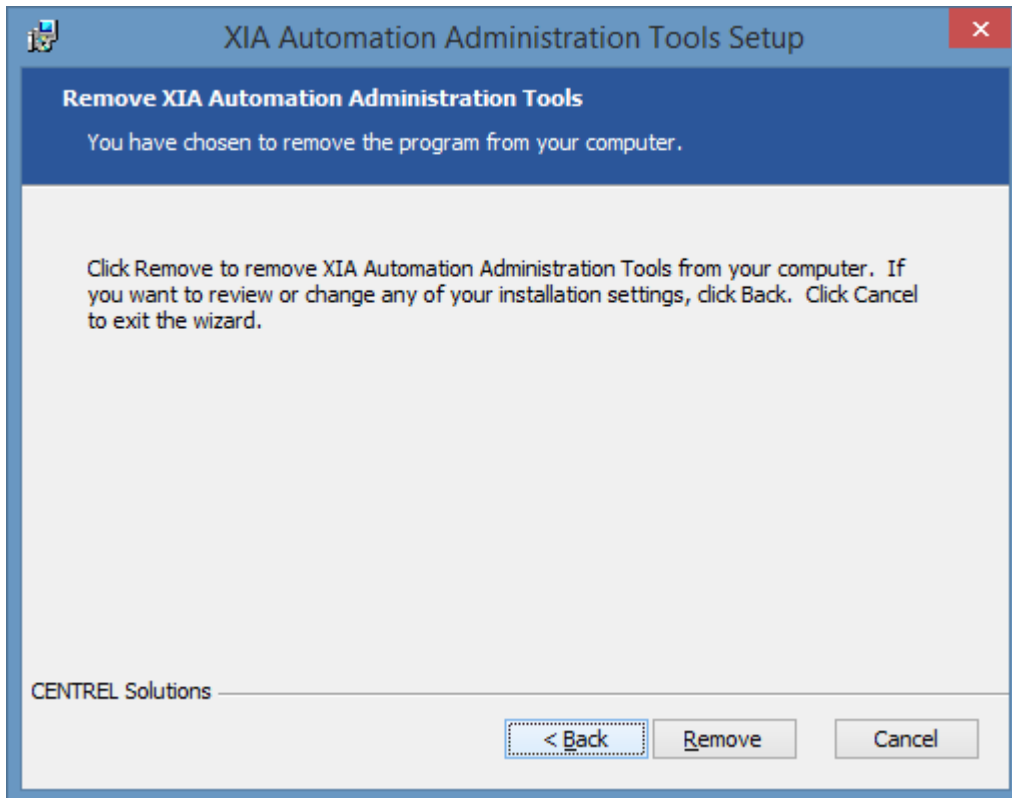 XIA Automation Administration Tools Setup
Remove XIA Automation Administration Tools
You have chosen to remove the program from your computer.
Click Remove to remove XIA Automation Administration Tools from your computer.  If
you want to review or change any of your installation settings, click Back.  Click Cancel
to exit the wizard.
CENTREL Solutions
< Back Remove Cancel